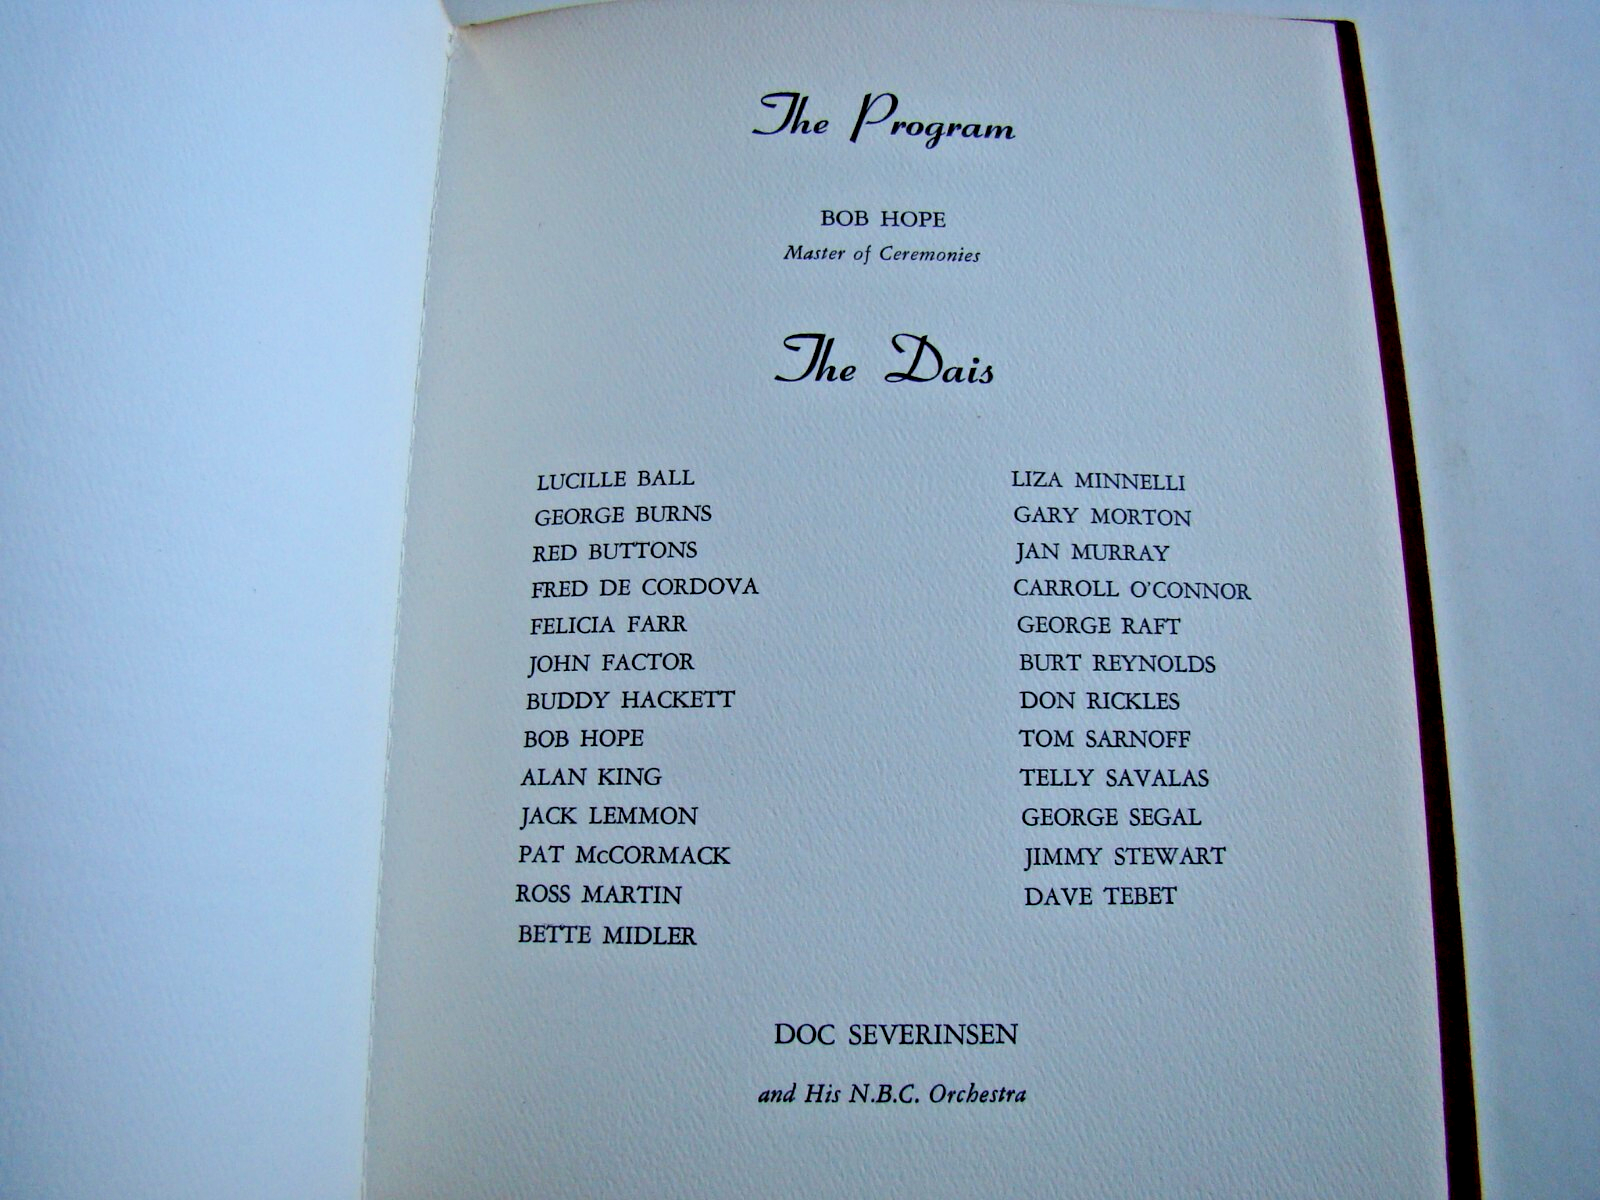 The Program
BOB HOPE
Master of Ceremonies
The Dais
LUCILLE BALL
GEORGE BURNS
RED BUTTONS
FRED DE CORDOVA
FELICIA FARR
JOHN FACTOR
BUDDY HACKETT
BOB HOPE
ALAN KING
JACK LEMMON
PAT McCORMACK
ROSS MARTIN
BETTE MIDLER
LIZA MINNELLI
GARY MORTON
JAN MURRAY
CARROLL O'CONNOR
GEORGE RAFT
BURT REYNOLDS
DON RICKLES
TOM SARNOFF
TELLY SAVALAS
GEORGE SEGAL
JIMMY STEWART
DAVE TEBET
DOC SEVERINSEN
and His N.B.C. Orchestra